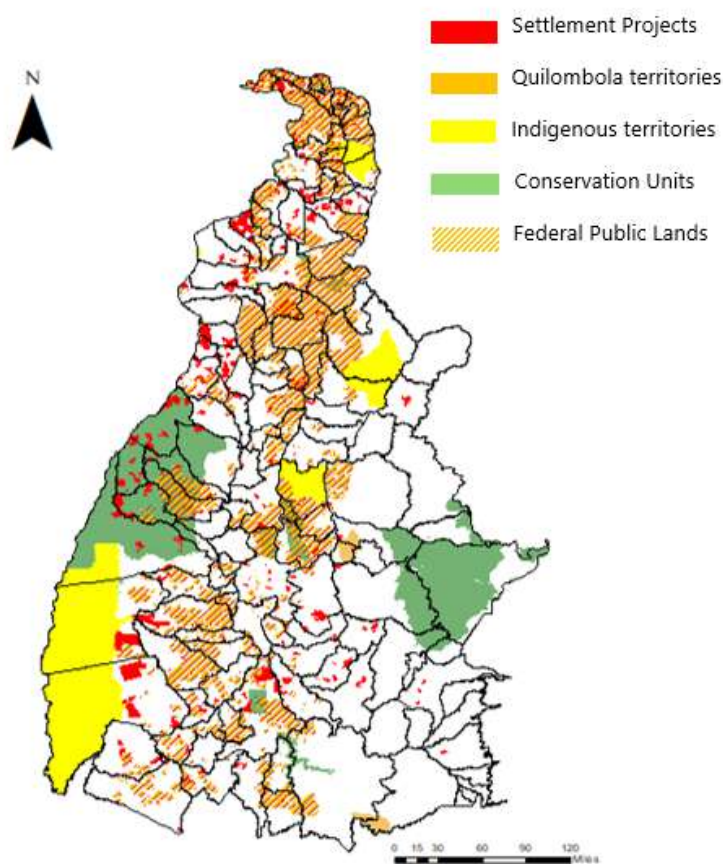 Settlement Projects
N
Quilombola territories
Indigenous territories
Conservation Units
Federal Public Lands
0 15 30 60 90 120
Miles